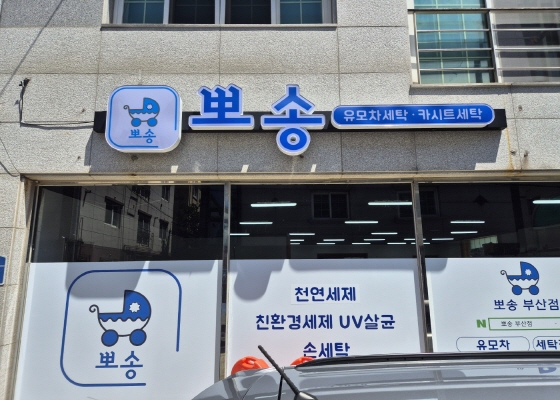 뽀송
뽀송
유모차세탁·카시트세탁
뽀송
천연세제
친환경세제 UV살균
손세탁
뽀송 부산점
N 뽀송 부산점
유모차